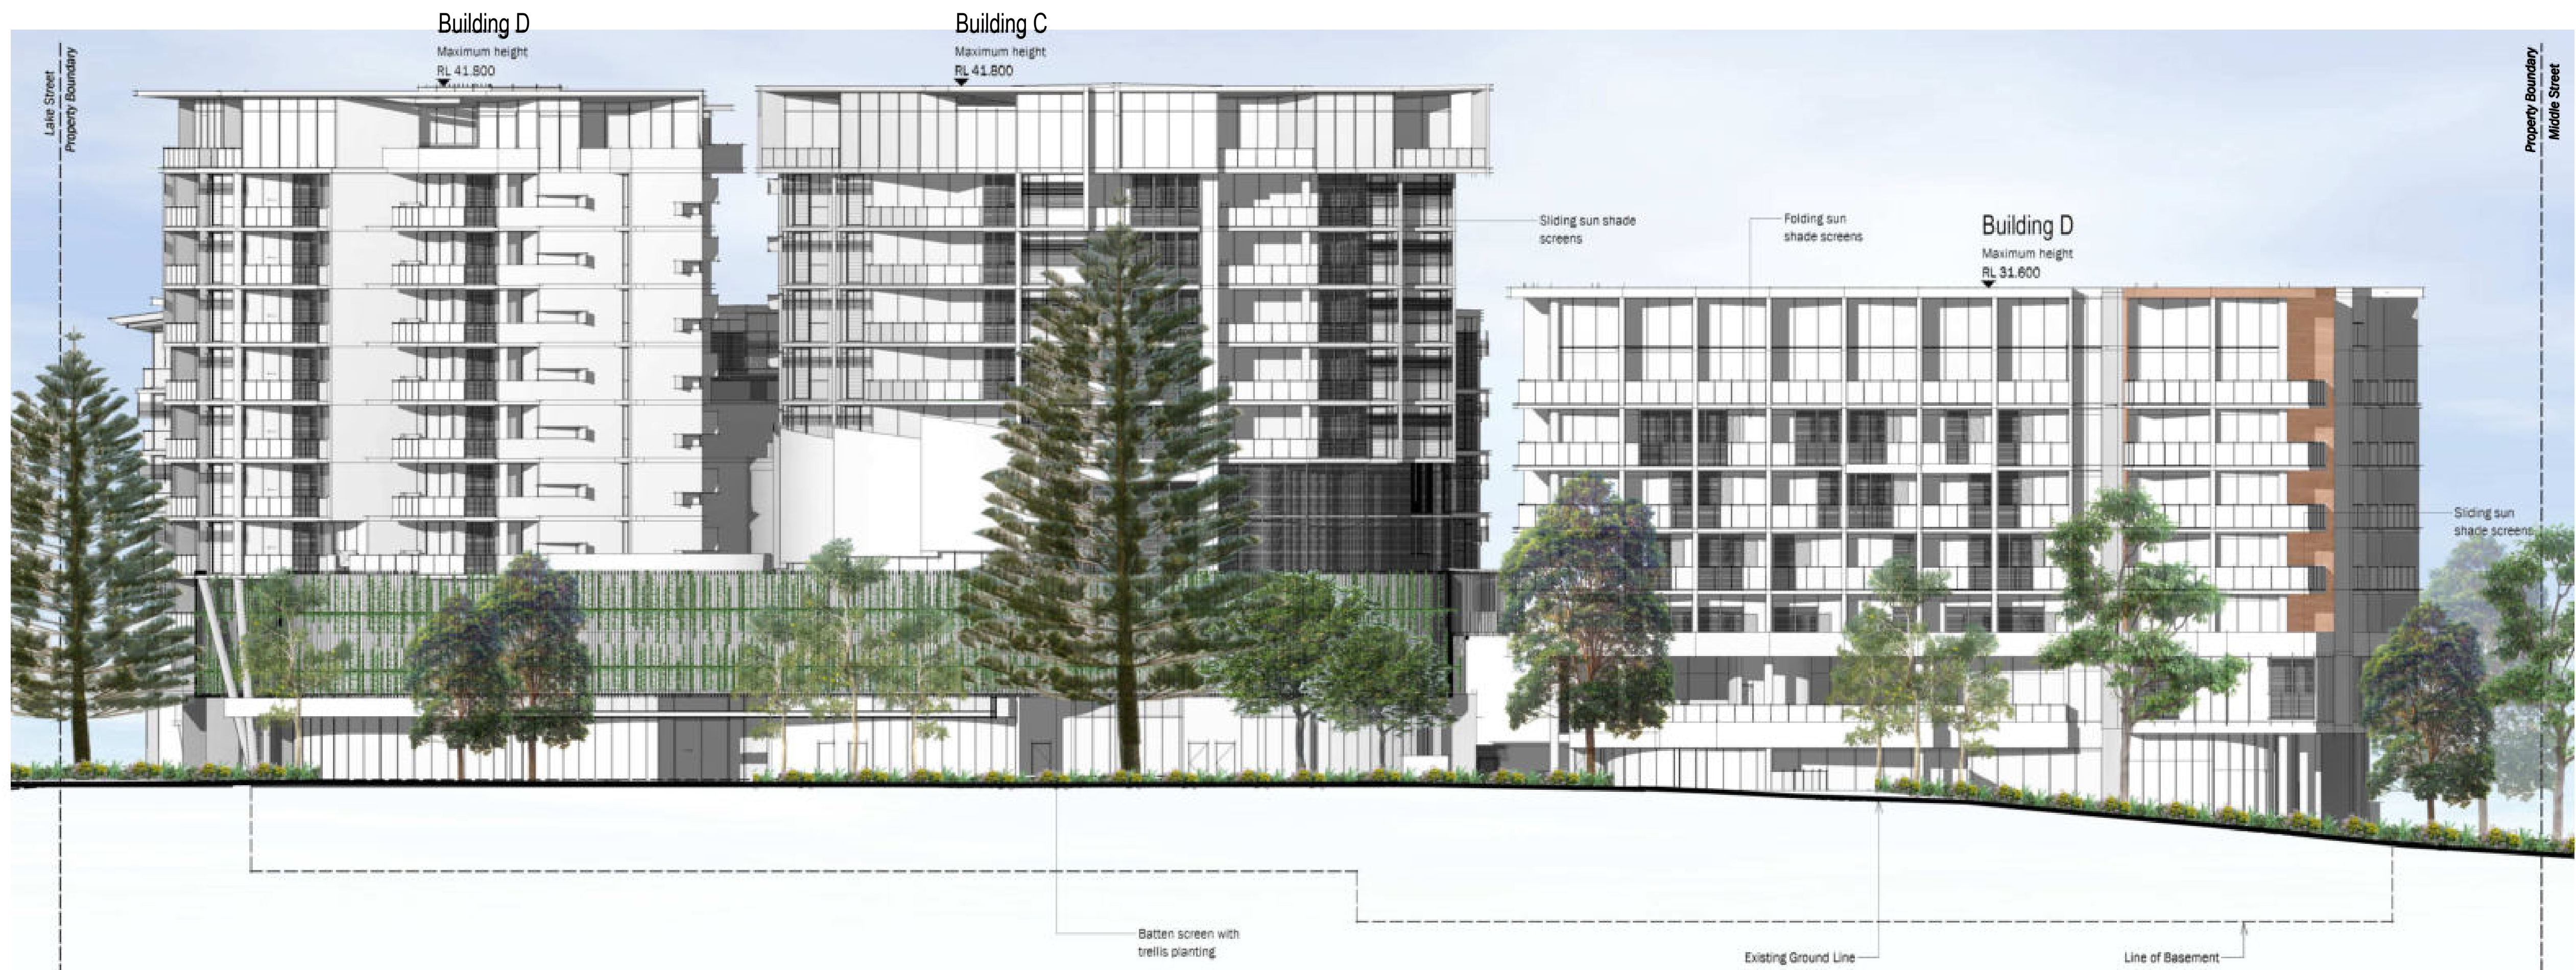 Building D
Maximum height
RL 41.800
Building C
Maximum height
RL 41.800
Lake Street
Property Boundary
Property Boundary
Middle Street
Sliding sun shade
screens
Folding sun
shade screens
Building D
Maximum height
RL 31.600
Sliding sun
shade screens
Batten screen with
trellis planting
Existing Ground Line
Line of Basement